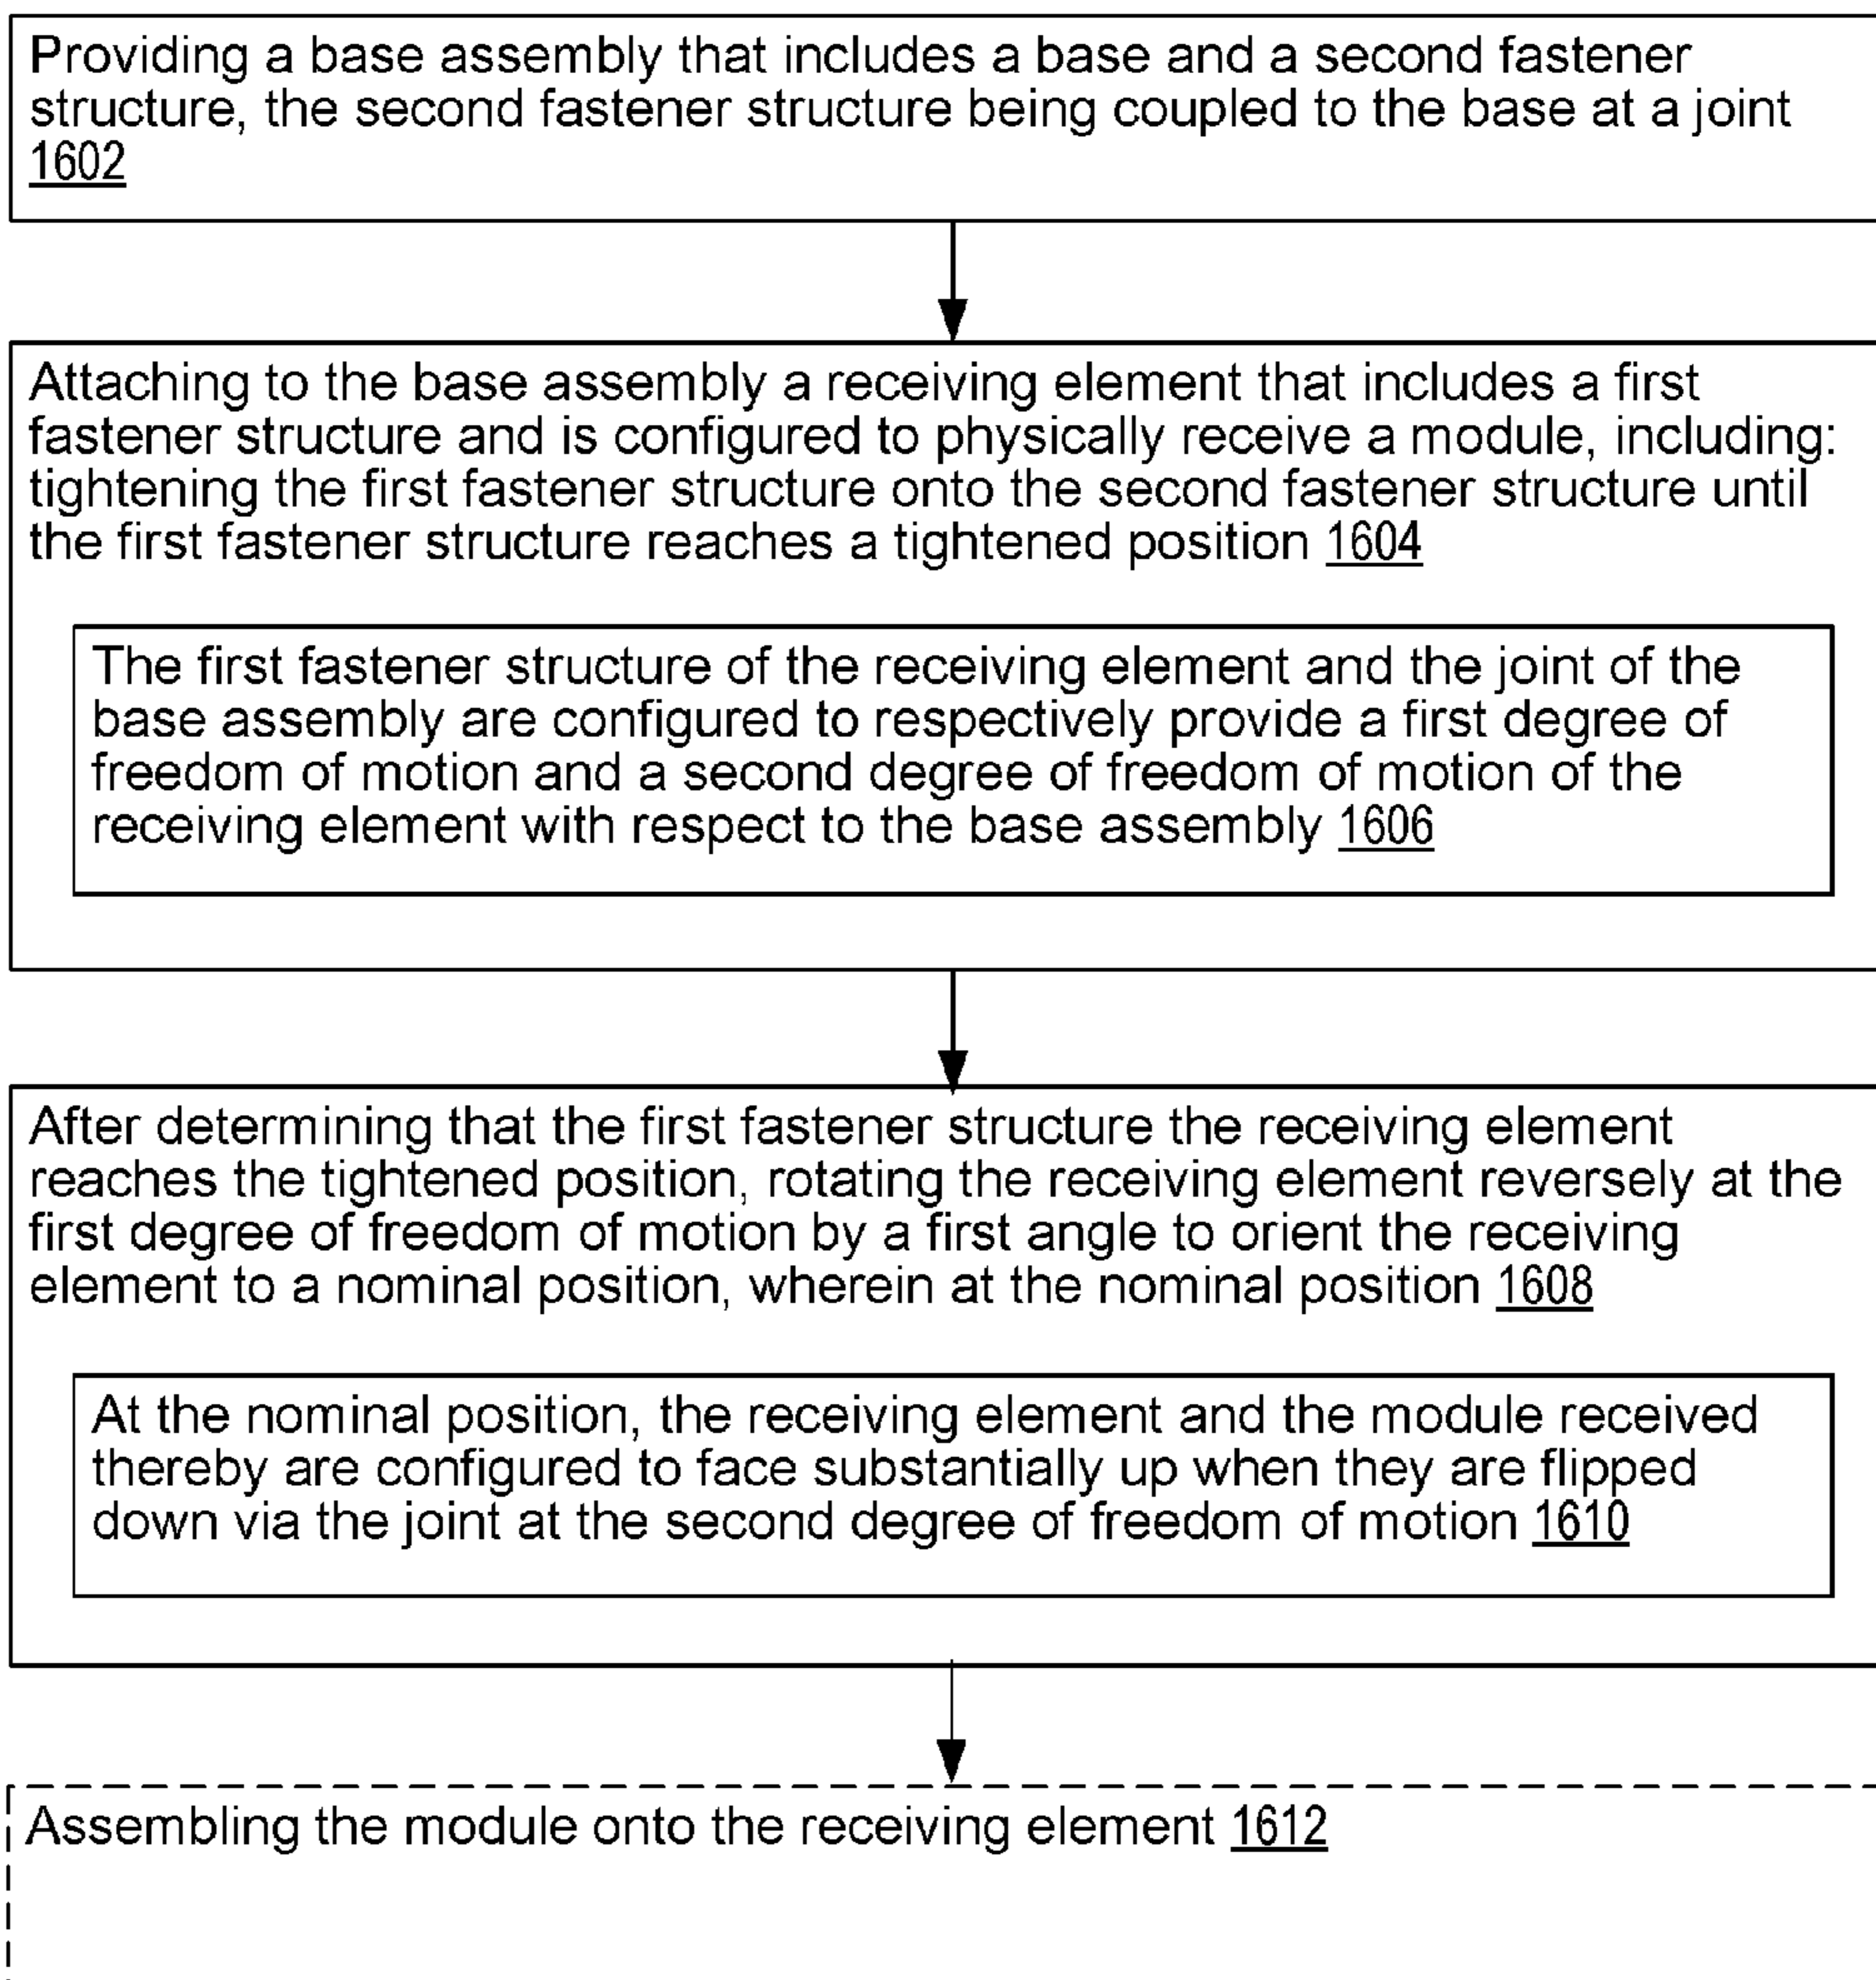 Providing a base assembly that includes a base and a second fastener
structure, the second fastener structure being coupled to the base at a joint
1602
Attaching to the base assembly a receiving element that includes a first
fastener structure and is configured to physically receive a module, including:
tightening the first fastener structure onto the second fastener structure until
the first fastener structure reaches a tightened position 1604
The first fastener structure of the receiving element and the joint of the
base assembly are configured to respectively provide a first degree of
freedom of motion and a second degree of freedom of motion of the
receiving element with respect to the base assembly 1606
After determining that the first fastener structure the receiving element
reaches the tightened position, rotating the receiving element reversely at the
first degree of freedom of motion by a first angle to orient the receiving
element to a nominal position, wherein at the nominal position 1608
At the nominal position, the receiving element and the module received
thereby are configured to face substantially up when they are flipped
down via the joint at the second degree of freedom of motion 1610
Assembling the module onto the receiving element 1612